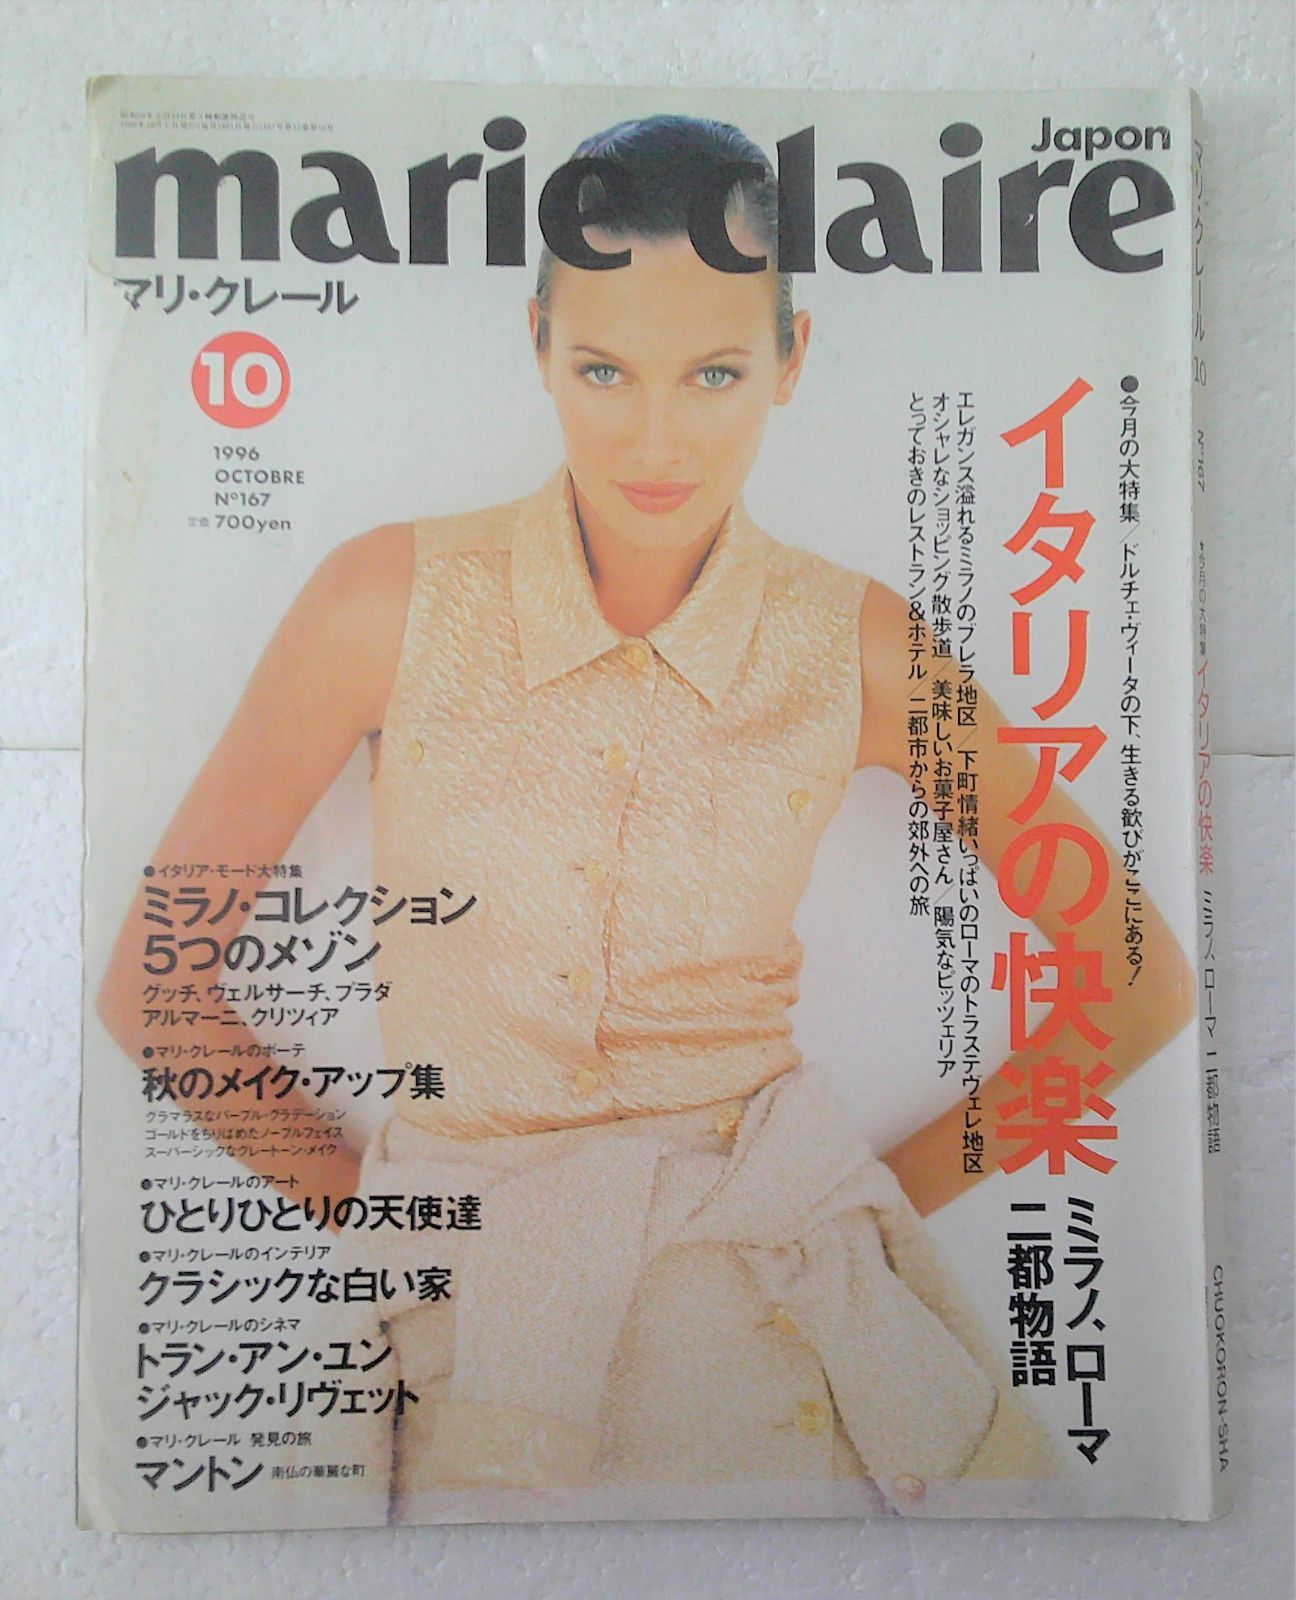 Japon
marie claire
マリ・クレール
10
1996
OCTOBRE
Nº167
定価 700yen
●今月の大特集/ドルチェ・ヴィータの下、生きる歓びがここにある!
イタリアの快楽
ミラノ、ローマ
二都物語
エレガンス溢れるミラノのブレラ地区/下町情緒いっぱいのローマのトラステヴェレ地区
オシャレなショッピング散歩道/美味しいお菓子屋さん/陽気なピッツェリア
とっておきのレストラン&ホテル/二都市からの郊外への旅
●イタリア・モード大特集
ミラノ・コレクション
5つのメゾン
グッチ、ヴェルサーチ、プラダ
アルマーニ、クリツィア
●マリ・クレールのボーテ
秋のメイク・アップ集
グラマラスなパープル・グラデーション
ゴールドをちりばめたノーブルフェイス
スーパーシックなグレートーン・メイク
●マリ・クレールのアート
ひとりひとりの天使達
●マリ・クレールのインテリア
クラシックな白い家
●マリ・クレールのシネマ
トラン・アン・ユン
ジャック・リヴェット
●マリ・クレール 発見の旅
マントン 南仏の華麗な町
マリ・クレール 10 Nº167 ★今月の大特集 イタリアの快楽 ミラノ、ローマ 二都物語 CHUOKORON-SHA